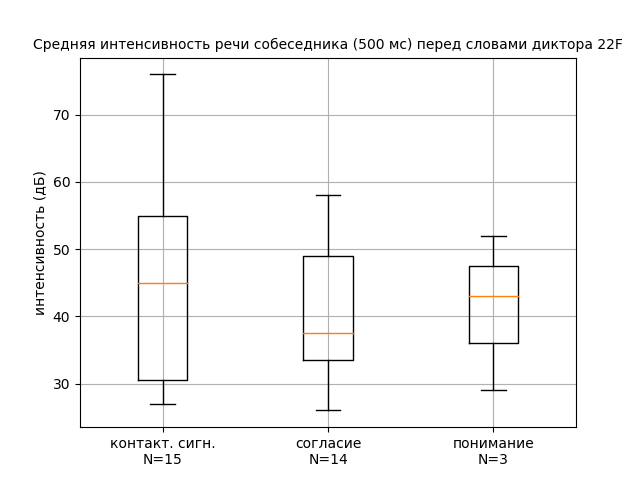 Средняя интенсивность речи собеседника (500 мс) перед словами диктора 22F
интенсивность (дБ)
70
60
50
40
30
контакт. сигн.
N=15
согласие
N=14
понимание
N=3